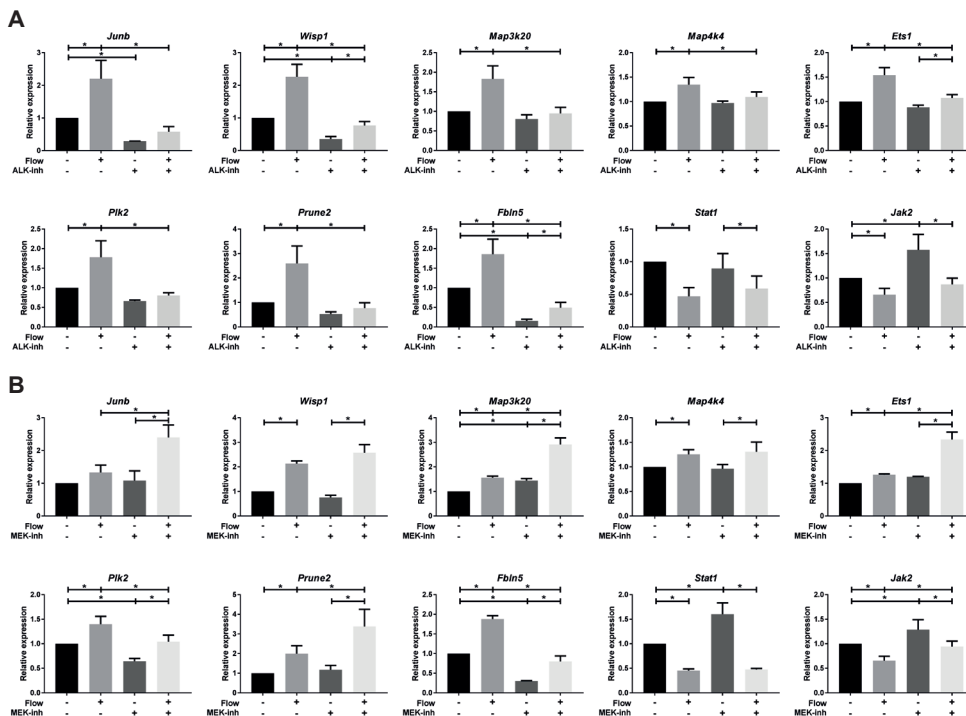 A
Junb
* *
*
Relative expression
3
2
1
0
Flow - + - +
ALK-inh - - + +
Wisp1
* *
* *
Relative expression
3
2
1
0
Flow - + - +
ALK-inh - - + +
Map3k20
* *
Relative expression
2.5
2.0
1.5
1.0
0.5
0.0
Flow - + - +
ALK-inh - - + +
Map4k4
* *
Relative expression
2.0
1.5
1.0
0.5
0.0
Flow - + - +
ALK-inh - - + +
Ets1
* *
*
Relative expression
2.0
1.5
1.0
0.5
0.0
Flow - + - +
ALK-inh - - + +
Plk2
* *
Relative expression
2.5
2.0
1.5
1.0
0.5
0.0
Flow - + - +
ALK-inh - - + +
Prune2
* *
Relative expression
4
3
2
1
0
Flow - + - +
ALK-inh - - + +
Fbln5
* *
* *
Relative expression
2.5
2.0
1.5
1.0
0.5
0.0
Flow - + - +
ALK-inh - - + +
Stat1
* *
Relative expression
1.5
1.0
0.5
0.0
Flow - + - +
ALK-inh - - + +
Jak2
* *
*
Relative expression
2.0
1.5
1.0
0.5
0.0
Flow - + - +
ALK-inh - - + +
B
Junb
*
*
Relative expression
3
2
1
0
Flow - + - +
MEK-inh - - + +
Wisp1
* *
Relative expression
4
3
2
1
0
Flow - + - +
MEK-inh - - + +
Map3k20
* *
* *
Relative expression
4
3
2
1
0
Flow - + - +
MEK-inh - - + +
Map4k4
* *
Relative expression
2.0
1.5
1.0
0.5
0.0
Flow - + - +
MEK-inh - - + +
Ets1
* *
*
Relative expression
3
2
1
0
Flow - + - +
MEK-inh - - + +
Plk2
* *
* *
Relative expression
2.0
1.5
1.0
0.5
0.0
Flow - + - +
MEK-inh - - + +
Prune2
* *
*
Relative expression
5
4
3
2
1
0
Flow - + - +
MEK-inh - - + +
Fbln5
* *
* *
Relative expression
2.5
2.0
1.5
1.0
0.5
0.0
Flow - + - +
MEK-inh - - + +
Stat1
* *
*
Relative expression
2.0
1.5
1.0
0.5
0.0
Flow - + - +
MEK-inh - - + +
Jak2
* *
* *
Relative expression
2.0
1.5
1.0
0.5
0.0
Flow - + - +
MEK-inh - - + +